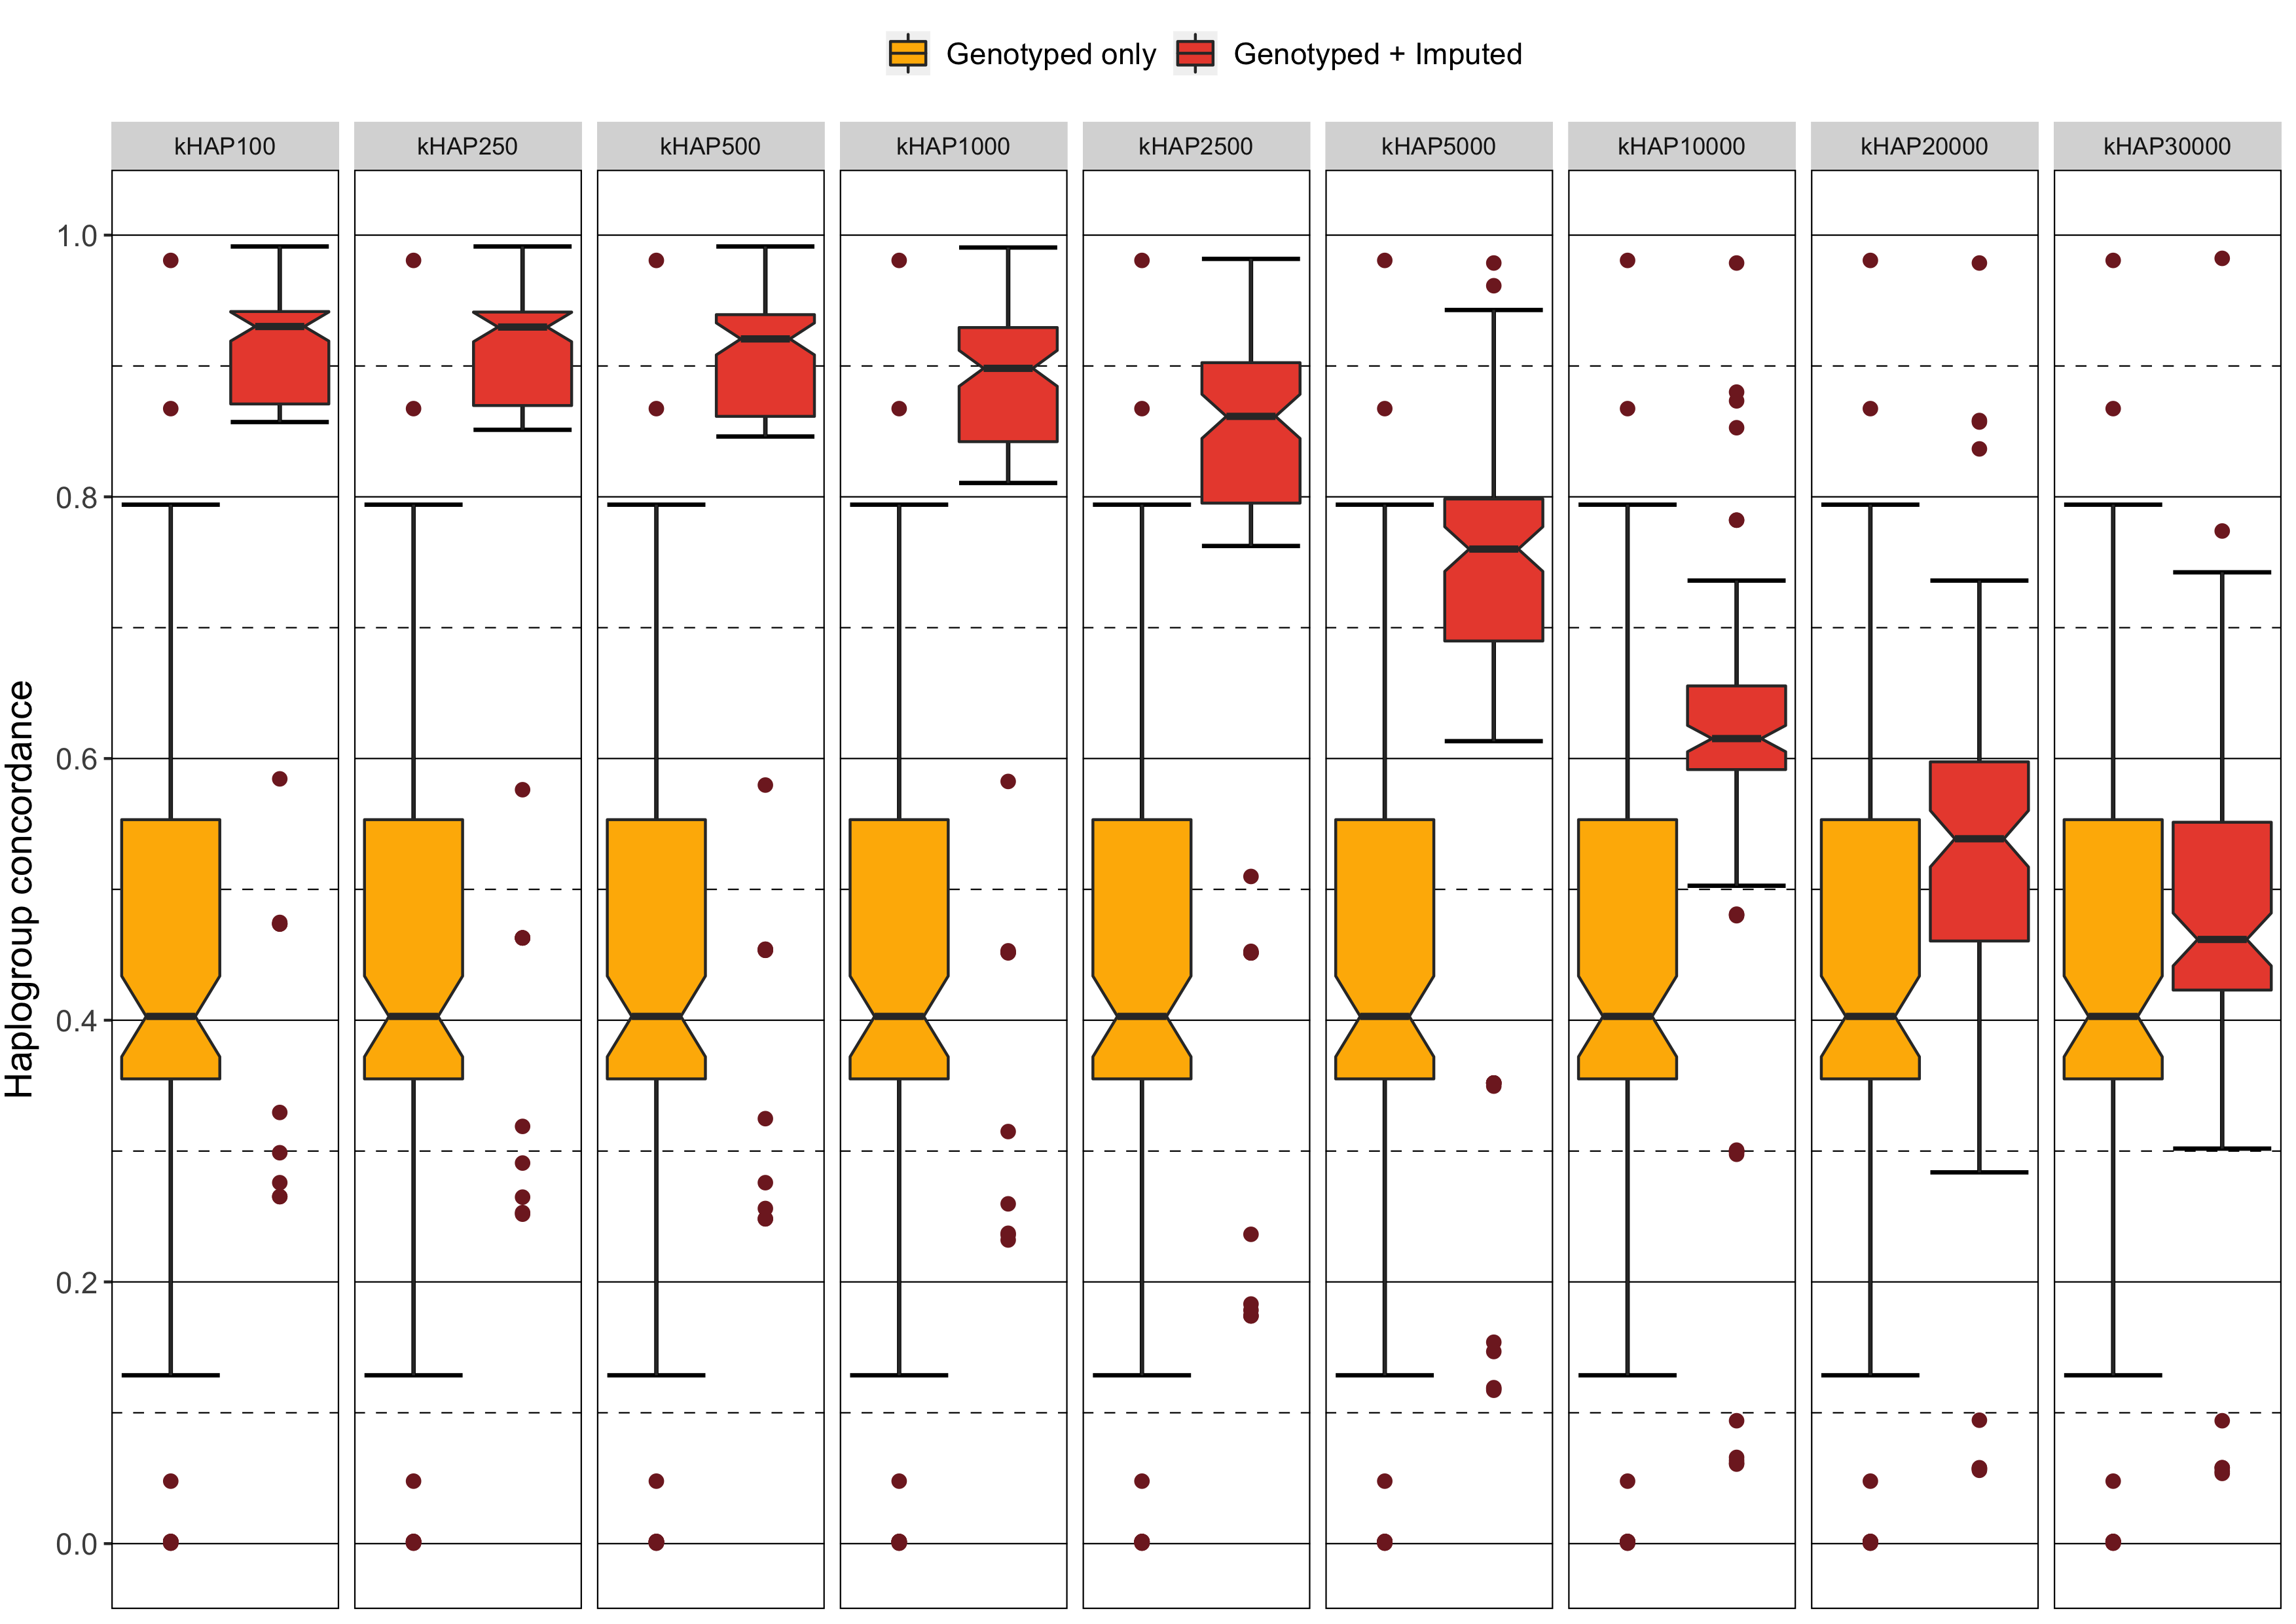 Genotyped only Genotyped + Imputed
kHAP100 kHAP250 kHAP500 kHAP1000 kHAP2500 kHAP5000 kHAP10000 kHAP20000 kHAP30000
Haplogroup concordance
1.0
0.8
0.6
0.4
0.2
0.0